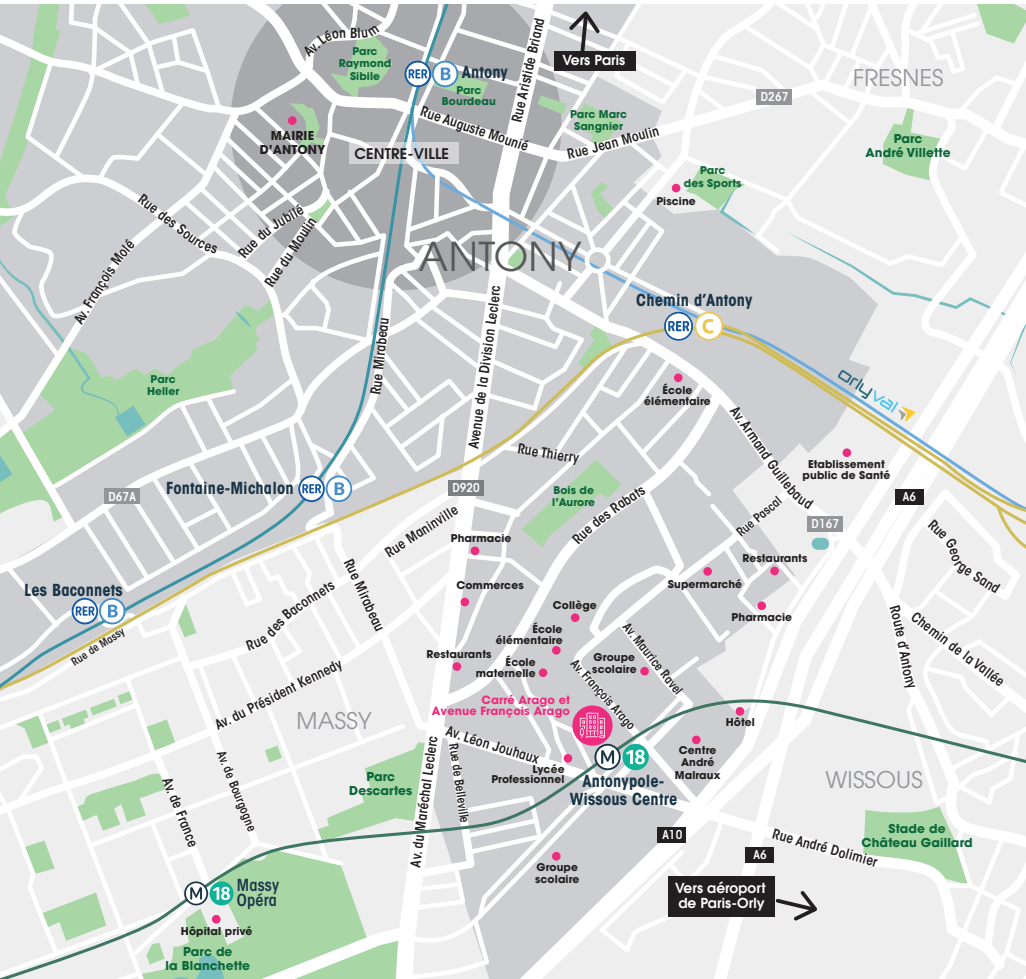 Av. Léon Blum
Parc
Raymond
Sibile
RER B Antony
Parc
Bourdeau
Rue Aristide Briand
Vers Paris
FRESNES
D267
MAIRIE
D'ANTONY
CENTRE-VILLE
Rue Auguste Mounié
Parc Marc
Sangnier
Rue Jean Moulin
Parc
André Villette
Parc
des Sports
Piscine
Rue des Sources
Rue du Jubilé
Rue du Moulin
Av. François Molé
ANTONY
Chemin d'Antony
RER C
Rue Mirabeau
Avenue de la Division Leclerc
Parc
Heller
École
élémentaire
orlyval
Av. Armand Guillebaud
Rue Thierry
Etablissement
public de Santé
D67A
Fontaine-Michalon RER B
D920
Bois de
l'Aurore
Rue des Rabats
Rue Pascal
A6
D167
Rue Maninville
Pharmacie
Rue George Sand
Restaurants
Supermarché
Pharmacie
Les Baconnets
RER B
Rue de Massy
Rue des Baconnets
Rue Mirabeau
Commerces
Collège
École
élémentaire
Restaurants
École
maternelle
Groupe
scolaire
Av. Maurice Ravel
Av. François Arago
Route d'Antony
Chemin de la Vallée
Av. du Président Kennedy
MASSY
Carré Arago et
Avenue François Arago
Hôtel
Av. Léon Jouhaux
Lycée
Professionnel
M 18
Antonypole-
Wissous Centre
Centre
André
Malraux
WISSOUS
Av. de Bourgogne
Av. de France
Parc
Descartes
Av. du Maréchal Leclerc
Rue de Belleville
A10
A6
Rue André Dolimier
Stade de
Château Gaillard
Groupe
scolaire
Vers aéroport
de Paris-Orly
M 18 Massy
Opéra
Hôpital privé
Parc de
la Blanchette